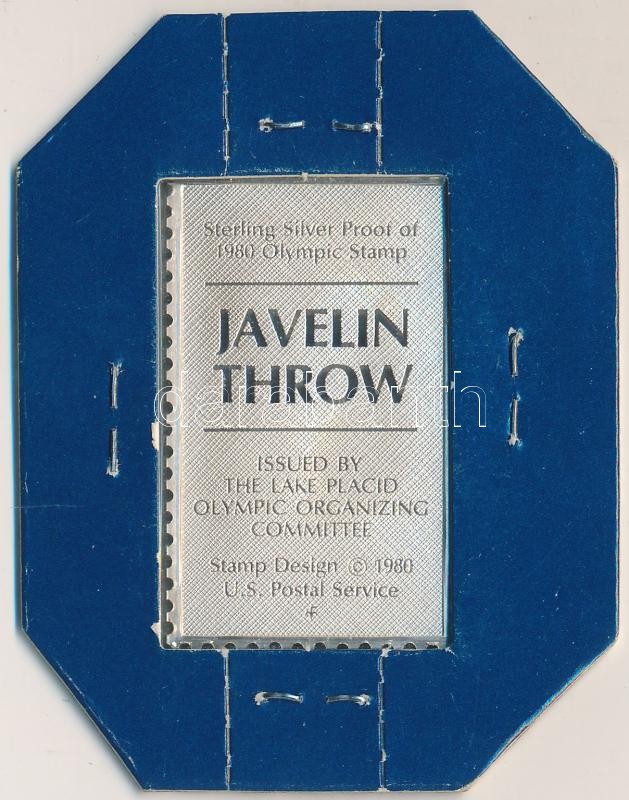 Sterling Silver Proof of
1980 Olympic Stamp
JAVELIN
THROW
darabanth
ISSUED BY
THE LAKE PLACID
OLYMPIC ORGANIZING
COMMITTEE
Stamp Design © 1980
U.S. Postal Service